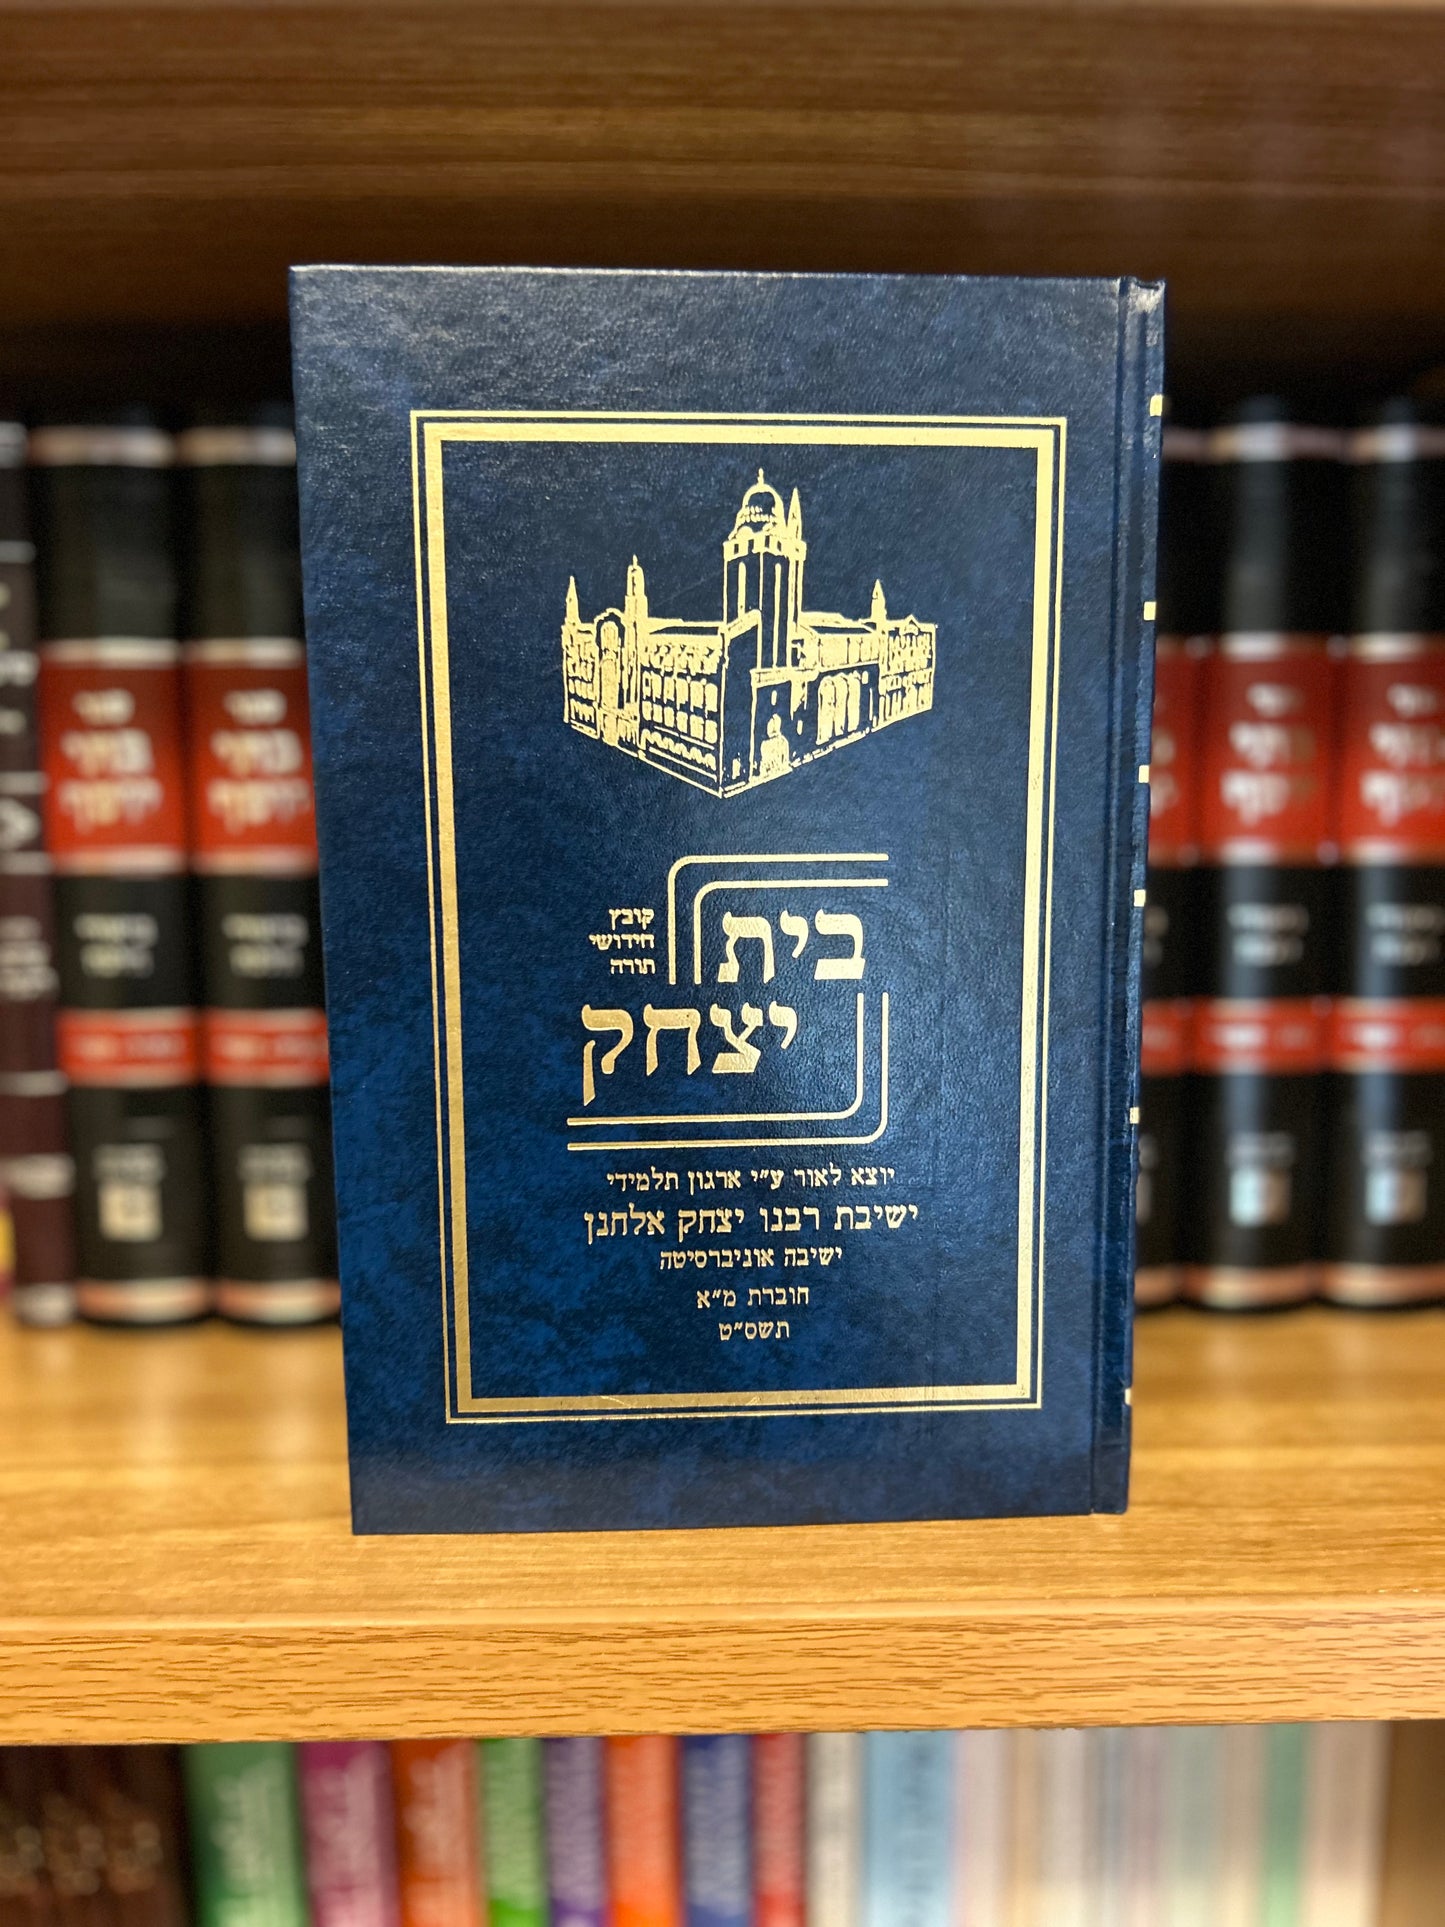 בית
יצחק
קובץ
חידושי
תורה
יוצא לאור ע״י ארגון תלמידי
ישיבת רבנו יצחק אלחנן
ישיבה אוניברסיטה
חוברת מ״א
תשס״ט